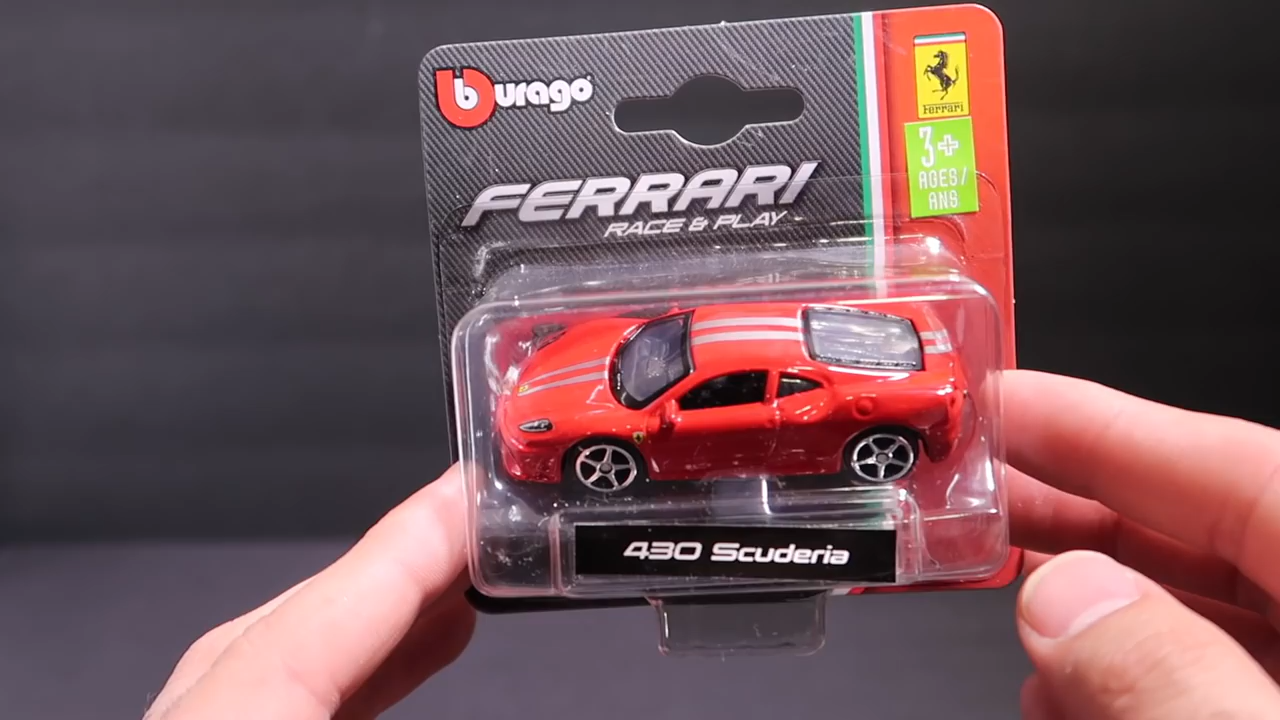 burago
Ferrari
3+
AGES/
ANS
FERRARI
RACE & PLAY
430 Scuderia